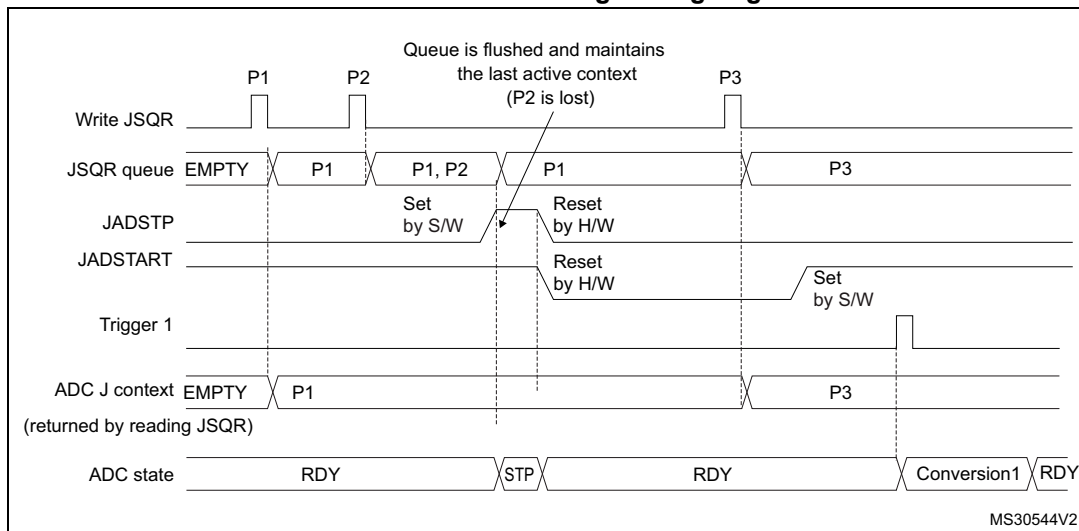 Queue is flushed and maintains
the last active context
(P2 is lost)
P1
P2
P3
Write JSQR
JSQR queue
EMPTY
P1
P1, P2
P1
P3
JADSTP
Set
by S/W
Reset
by H/W
JADSTART
Reset
by H/W
Set
by S/W
Trigger 1
ADC J context
(returned by reading JSQR)
EMPTY
P1
P3
ADC state
RDY
STP
RDY
Conversion1
RDY
MS30544V2